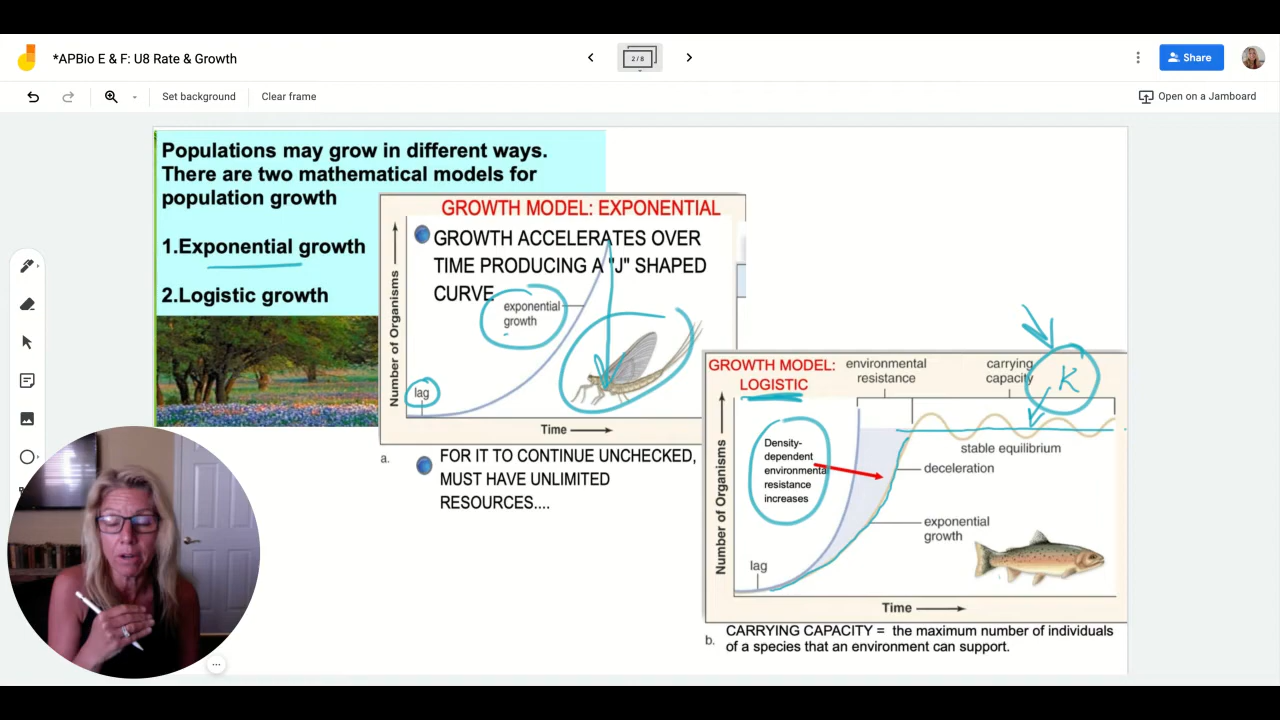 *APBio E & F: U8 Rate & Growth
2 / 8
Share
Set background
Clear frame
Open on a Jamboard
Populations may grow in different ways.
There are two mathematical models for
population growth
1.Exponential growth
2.Logistic growth
GROWTH MODEL: EXPONENTIAL
GROWTH ACCELERATES OVER
TIME PRODUCING A "J" SHAPED
CURVE
exponential
growth
lag
Number of Organisms
Time
a.
FOR IT TO CONTINUE UNCHECKED,
MUST HAVE UNLIMITED
RESOURCES....
GROWTH MODEL:
LOGISTIC
environmental
resistance
carrying
capacity
K
Density-
dependent
environmental
resistance
increases
stable equilibrium
deceleration
exponential
growth
lag
Number of Organisms
Time
b.
CARRYING CAPACITY = the maximum number of individuals
of a species that an environment can support.